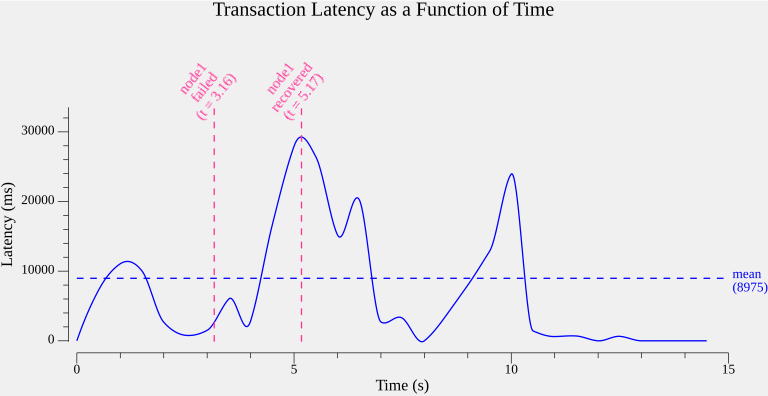 Transaction Latency as a Function of Time
node1
failed
(t = 3.16)
node1
recovered
(t = 5.17)
30000
20000
10000
0
Latency (ms)
mean
(8975)
0
5
10
15
Time (s)